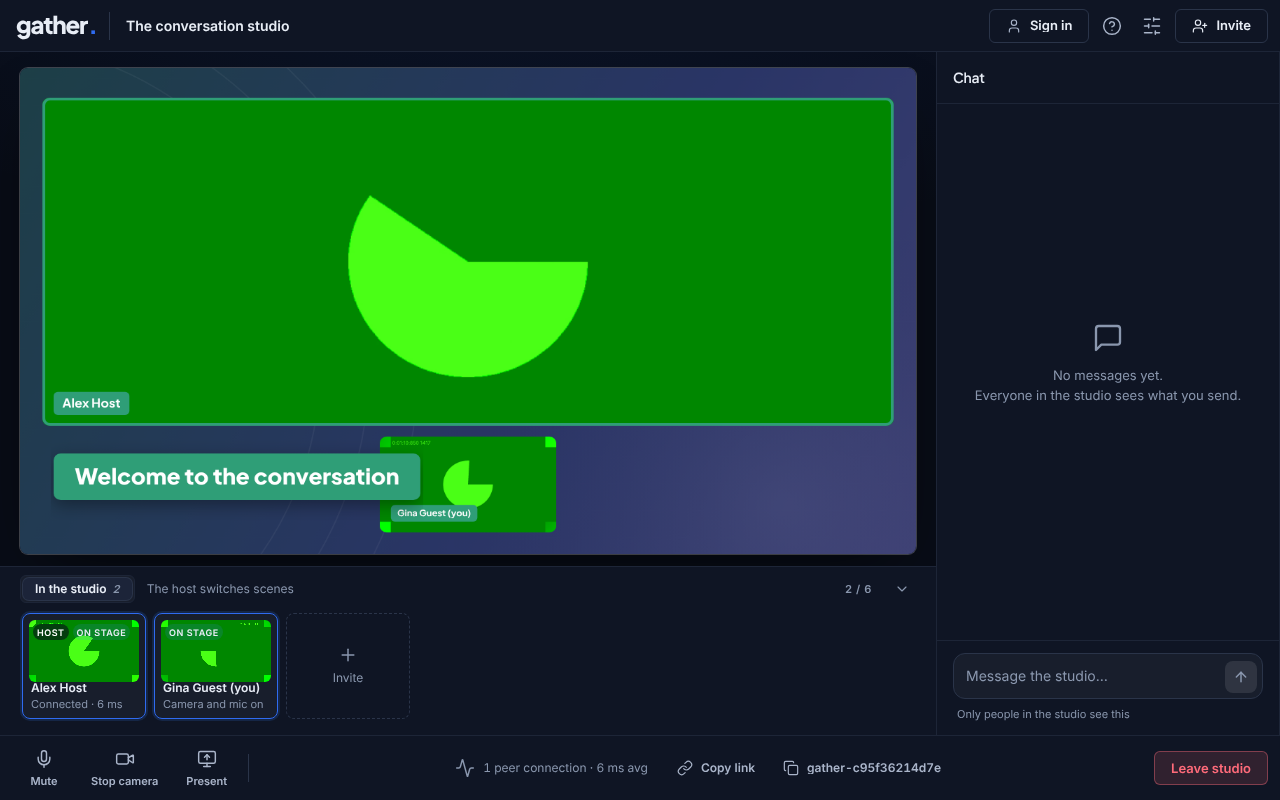 gather.
The conversation studio
Sign in
Invite
Chat
Alex Host
Welcome to the conversation
Gina Guest (you)
No messages yet.
Everyone in the studio sees what you send.
In the studio 2
The host switches scenes
2 / 6
HOST
ON STAGE
Alex Host
Connected · 6 ms
ON STAGE
Gina Guest (you)
Camera and mic on
Invite
Message the studio...
Only people in the studio see this
Mute
Stop camera
Present
1 peer connection · 6 ms avg
Copy link
gather-c95f36214d7e
Leave studio